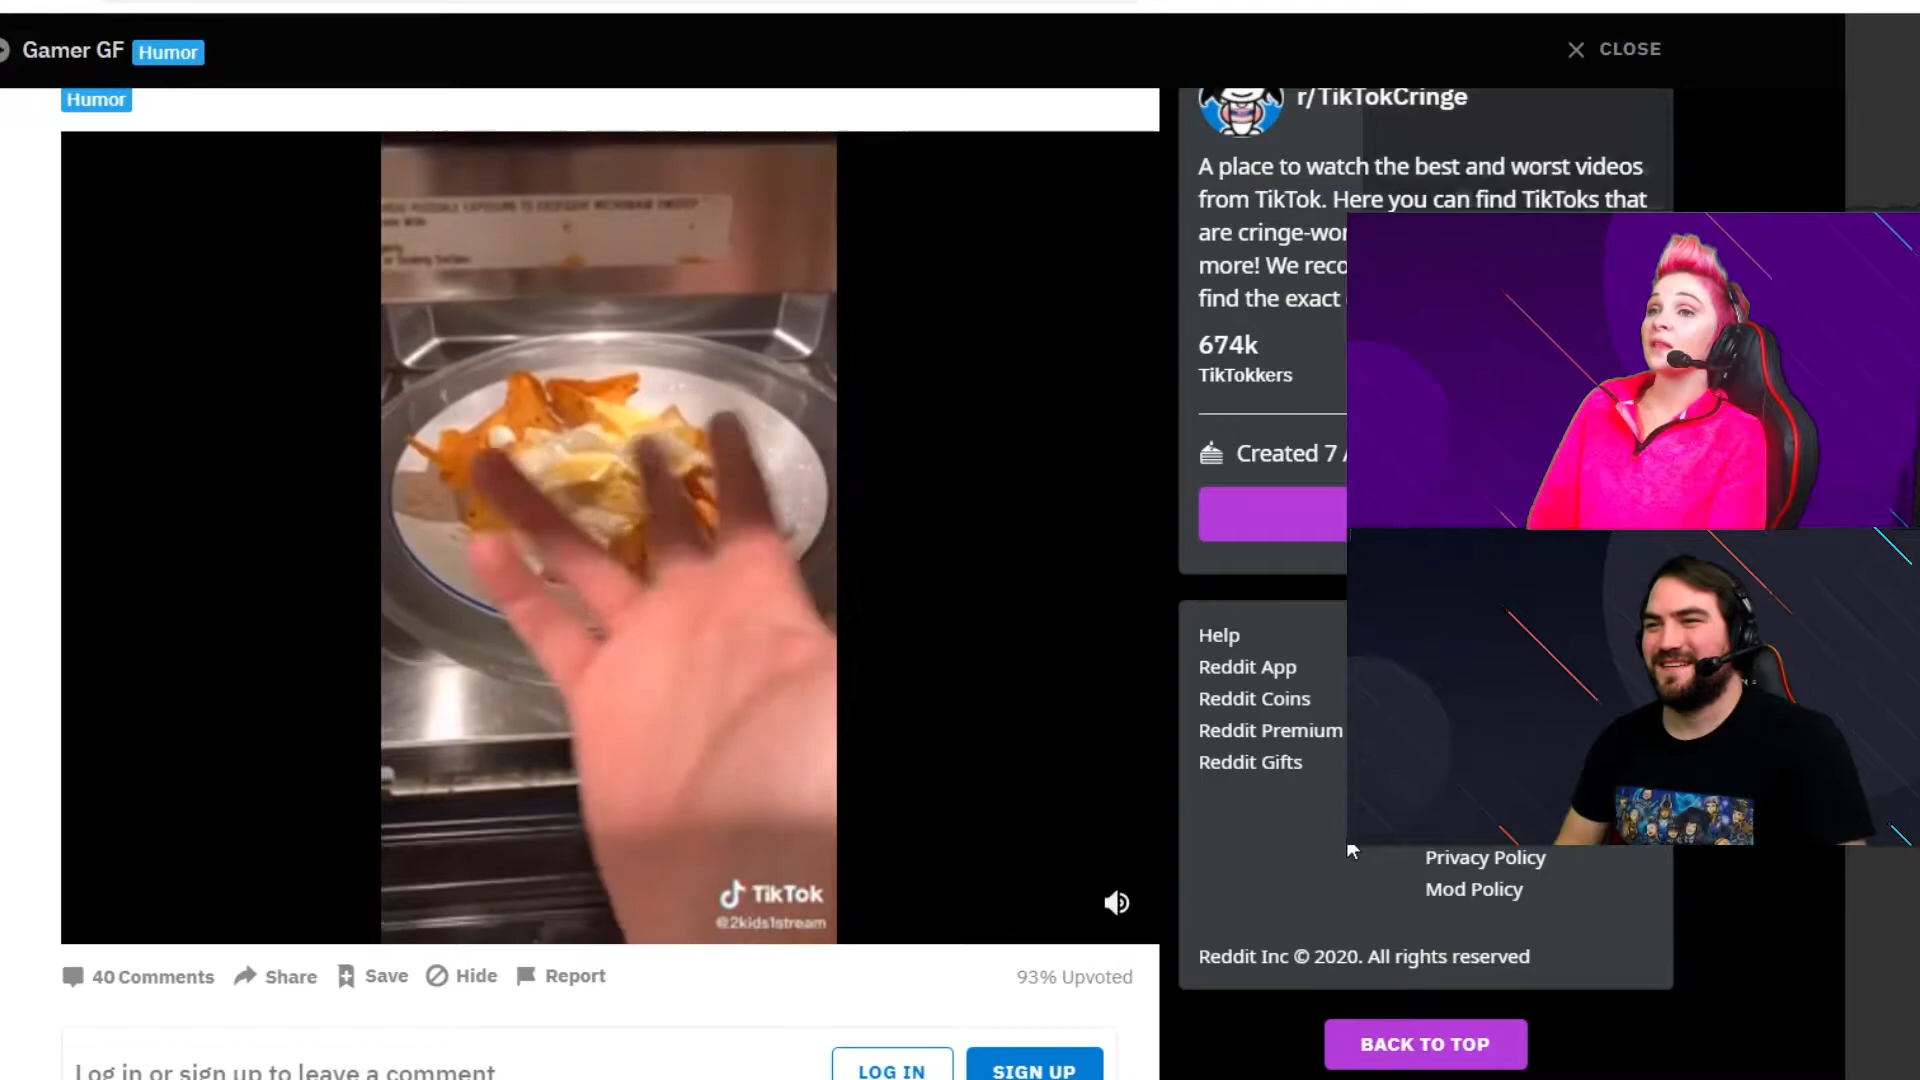 Gamer GF Humor
CLOSE
Humor
r/TikTokCringe
A place to watch the best and worst videos
from TikTok. Here you can find TikToks that
are cringe-wor
more! We reco
find the exact
674k
TikTokkers
Created 7
Help
Reddit App
Reddit Coins
Reddit Premium
Reddit Gifts
Privacy Policy
Mod Policy
Reddit Inc © 2020. All rights reserved
BACK TO TOP
TikTok
@2kids1stream
40 Comments Share Save Hide Report 93% Upvoted
Log in or sign up to leave a comment LOG IN SIGN UP